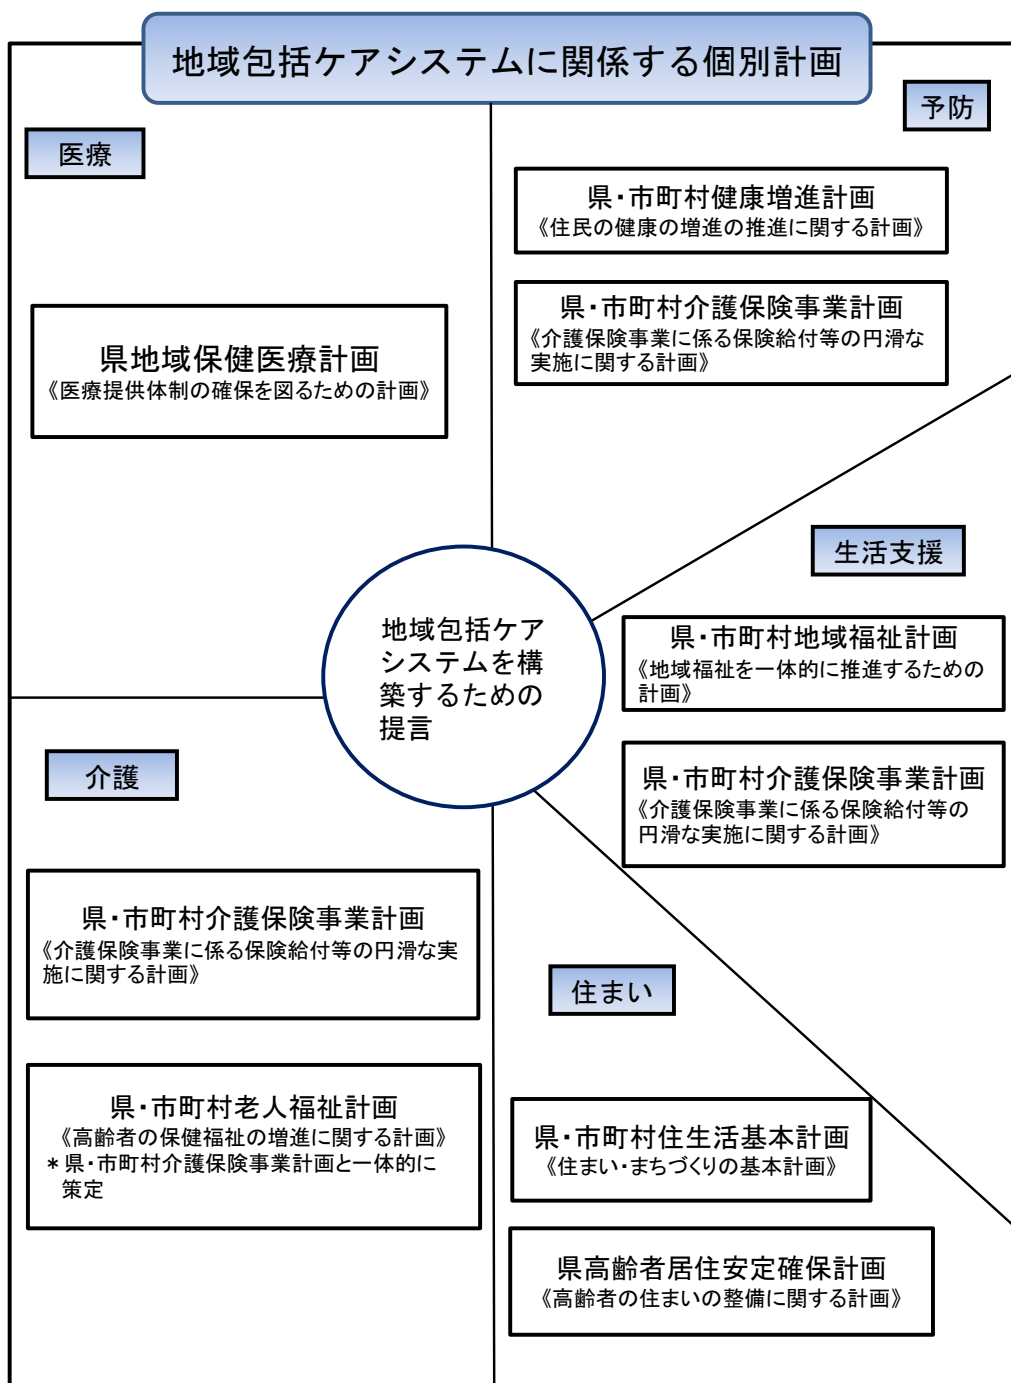 地域包括ケアシステムに関係する個別計画
医療
県地域保健医療計画
《医療提供体制の確保を図るための計画》
予防
県・市町村健康増進計画
《住民の健康の増進の推進に関する計画》
県・市町村介護保険事業計画
《介護保険事業に係る保険給付等の円滑な
実施に関する計画》
生活支援
県・市町村地域福祉計画
《地域福祉を一体的に推進するための
計画》
県・市町村介護保険事業計画
《介護保険事業に係る保険給付等の
円滑な実施に関する計画》
地域包括ケア
システムを構
築するための
提言
介護
県・市町村介護保険事業計画
《介護保険事業に係る保険給付等の円滑な実
施に関する計画》
県・市町村老人福祉計画
《高齢者の保健福祉の増進に関する計画》
＊県・市町村介護保険事業計画と一体的に
策定
住まい
県・市町村住生活基本計画
《住まい・まちづくりの基本計画》
県高齢者居住安定確保計画
《高齢者の住まいの整備に関する計画》